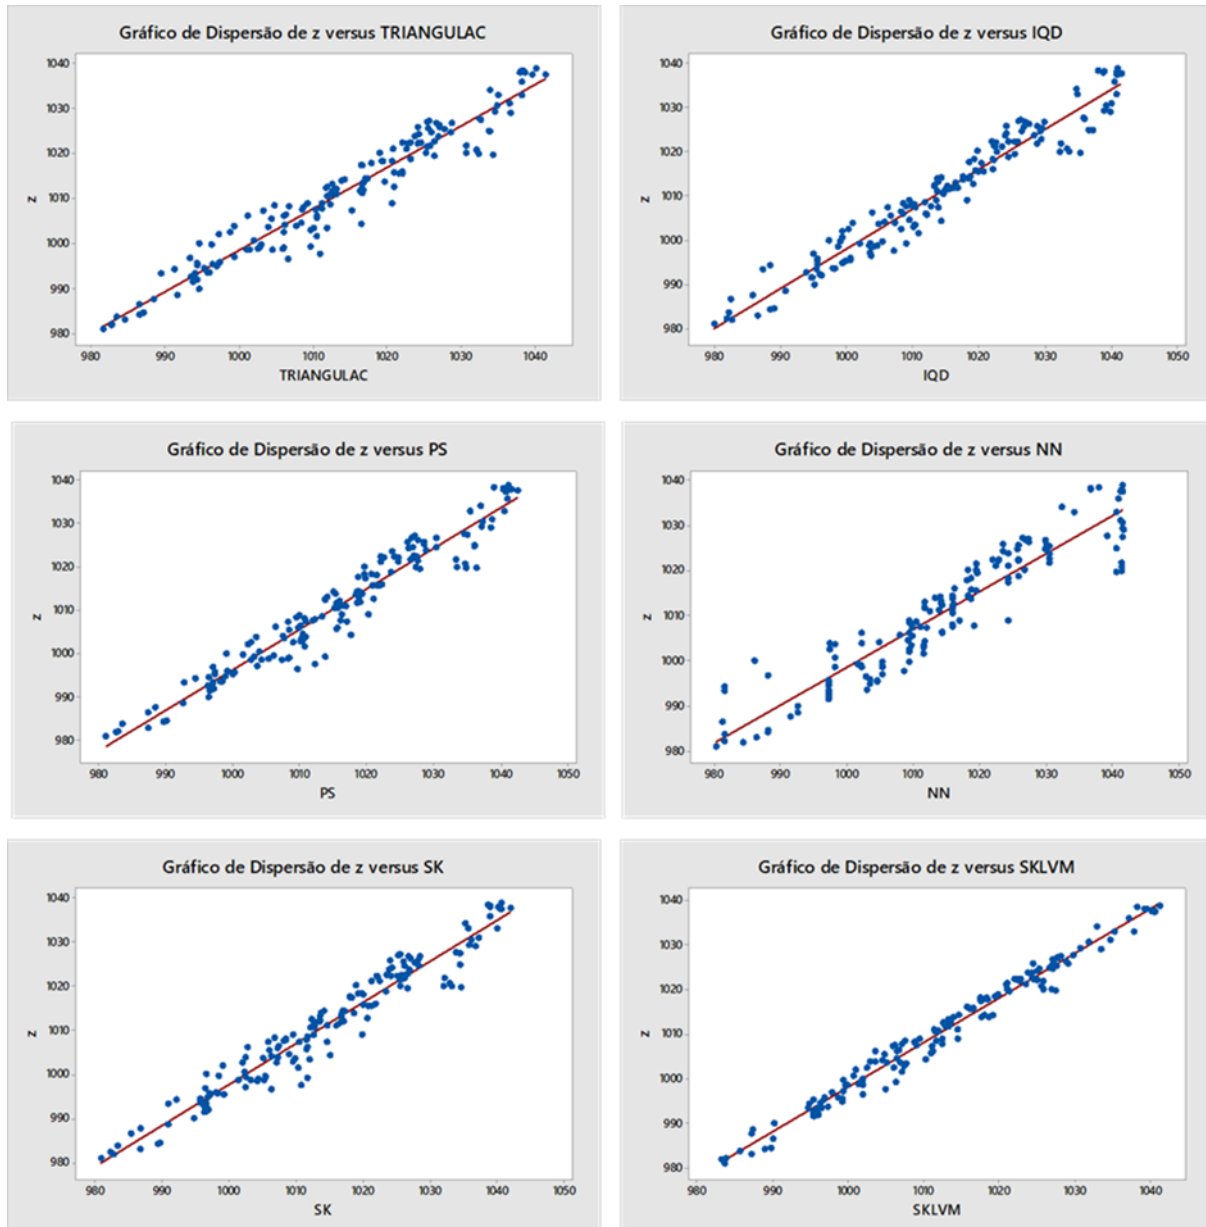 Gráfico de Dispersão de z versus TRIANGULAC
1040
1030
1020
1010
1000
990
980
z
980 990 1000 1010 1020 1030 1040
TRIANGULAC
Gráfico de Dispersão de z versus IQD
1040
1030
1020
1010
1000
990
980
z
980 990 1000 1010 1020 1030 1040 1050
IQD
Gráfico de Dispersão de z versus PS
1040
1030
1020
1010
1000
990
980
z
980 990 1000 1010 1020 1030 1040 1050
PS
Gráfico de Dispersão de z versus NN
1040
1030
1020
1010
1000
990
980
z
980 990 1000 1010 1020 1030 1040 1050
NN
Gráfico de Dispersão de z versus SK
1040
1030
1020
1010
1000
990
980
z
980 990 1000 1010 1020 1030 1040 1050
SK
Gráfico de Dispersão de z versus SKLVM
1040
1030
1020
1010
1000
990
980
z
980 990 1000 1010 1020 1030 1040
SKLVM